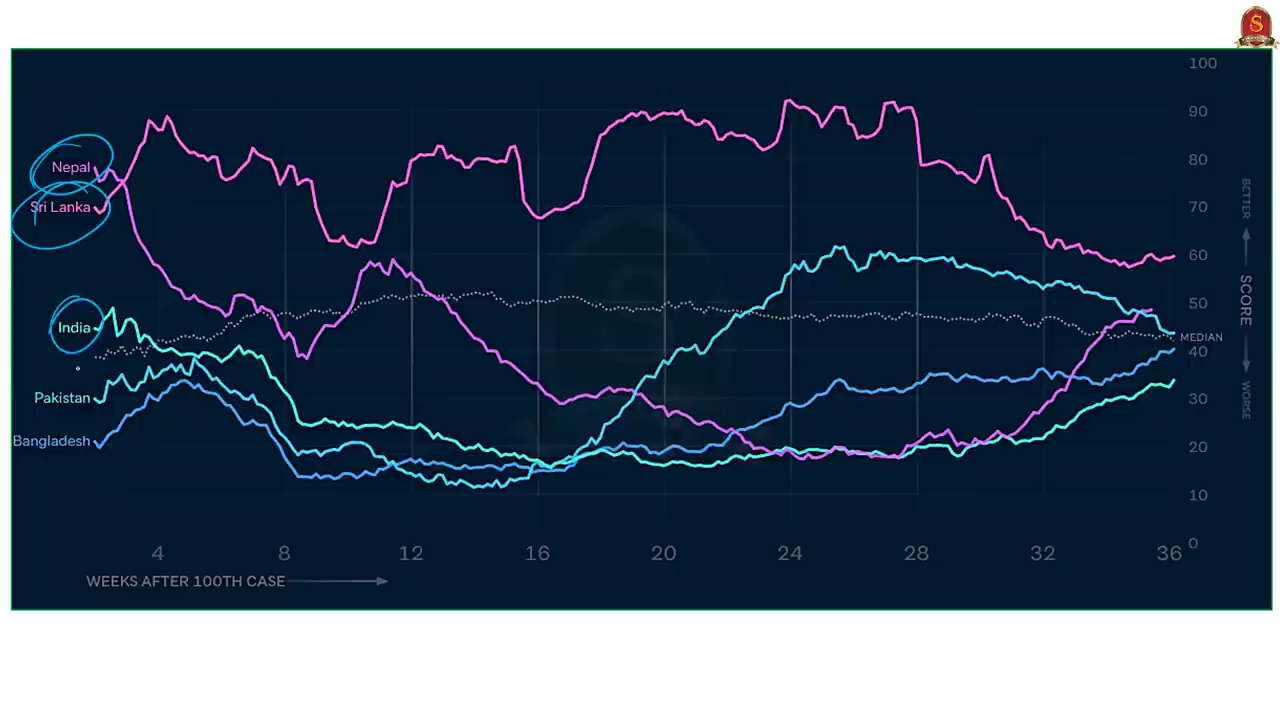 S
100
90
80
70
60
50
40
30
20
10
0
Nepal
Sri Lanka
India
Pakistan
Bangladesh
MEDIAN
BETTER
SCORE
WORSE
4 8 12 16 20 24 28 32 36
WEEKS AFTER 100TH CASE